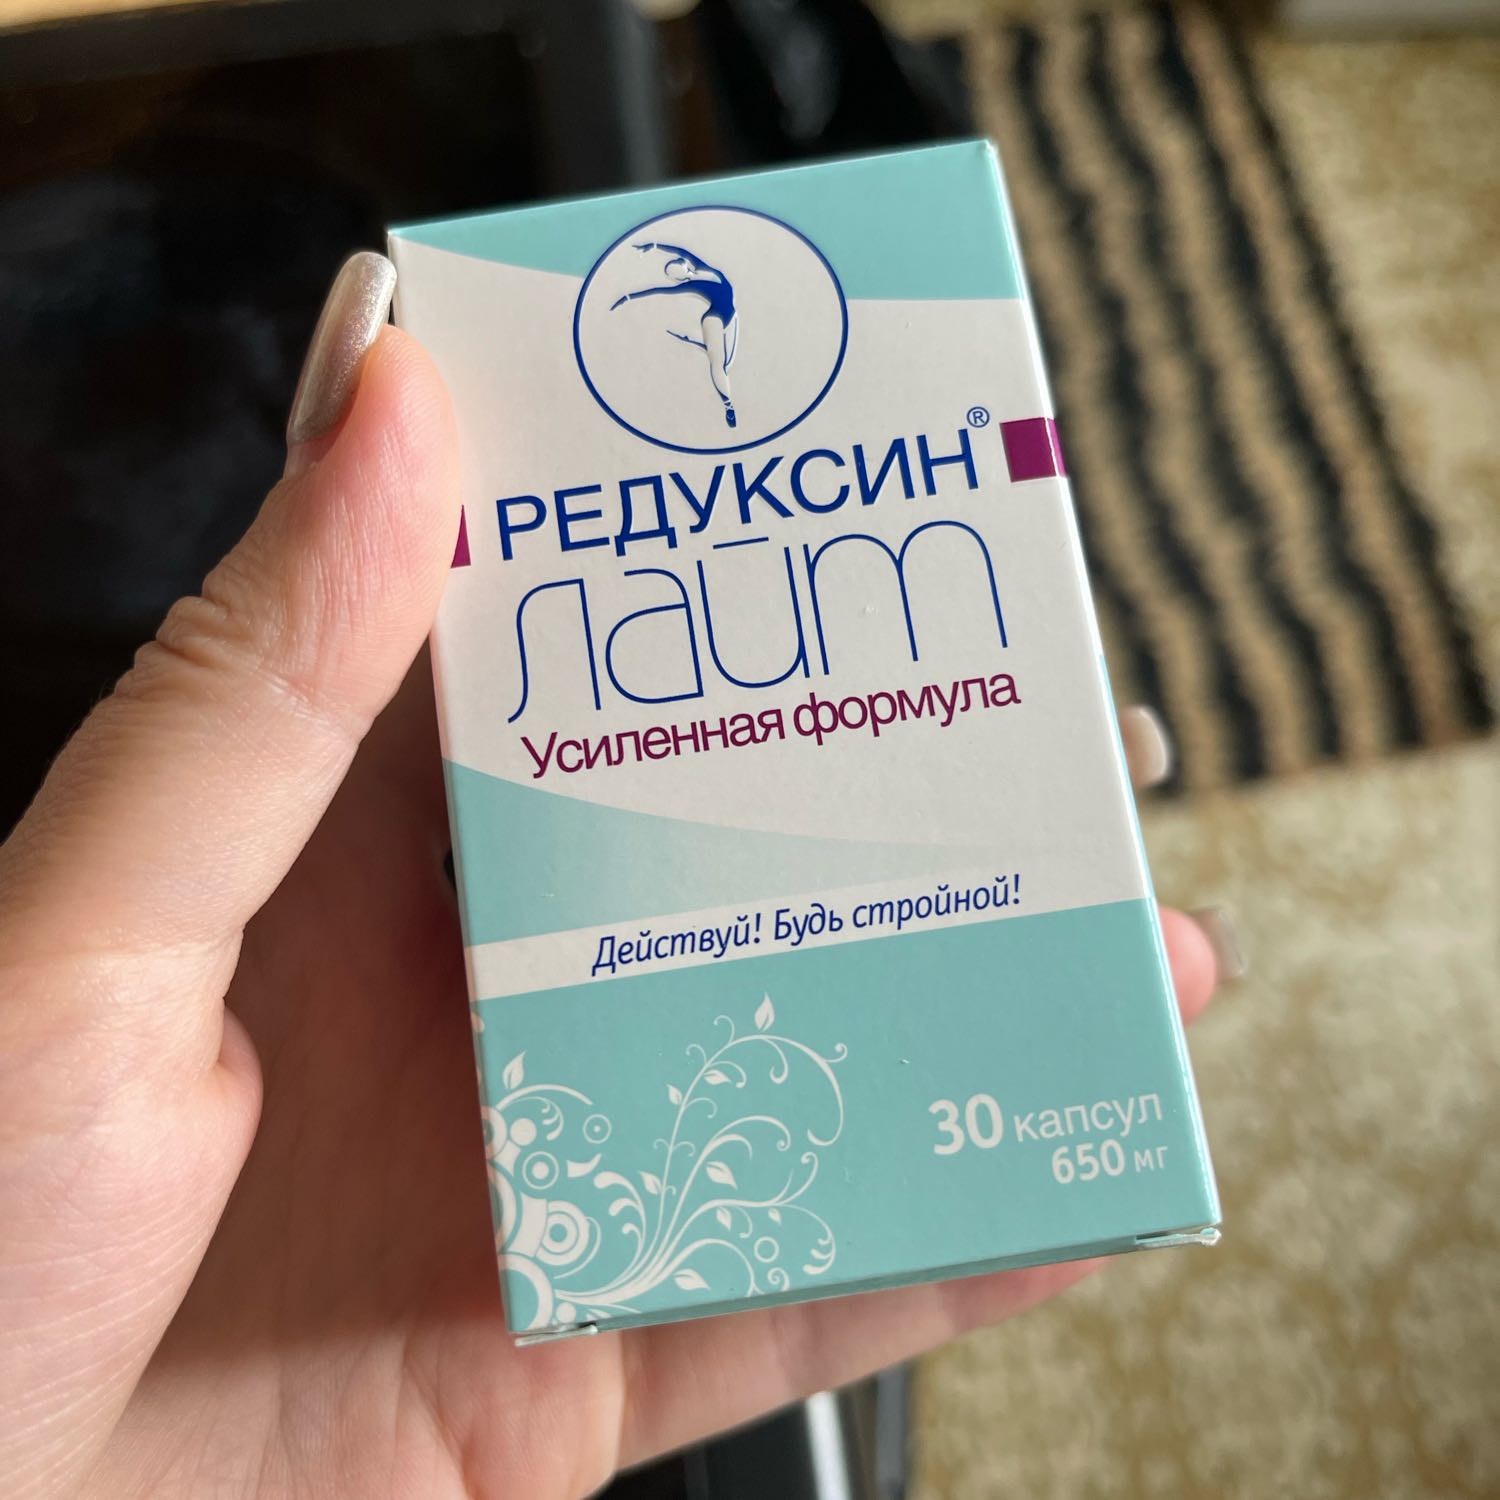 РЕДУКСИН®
лайт
Усиленная формула
Действуй! Будь стройной!
30 капсул
650 мг